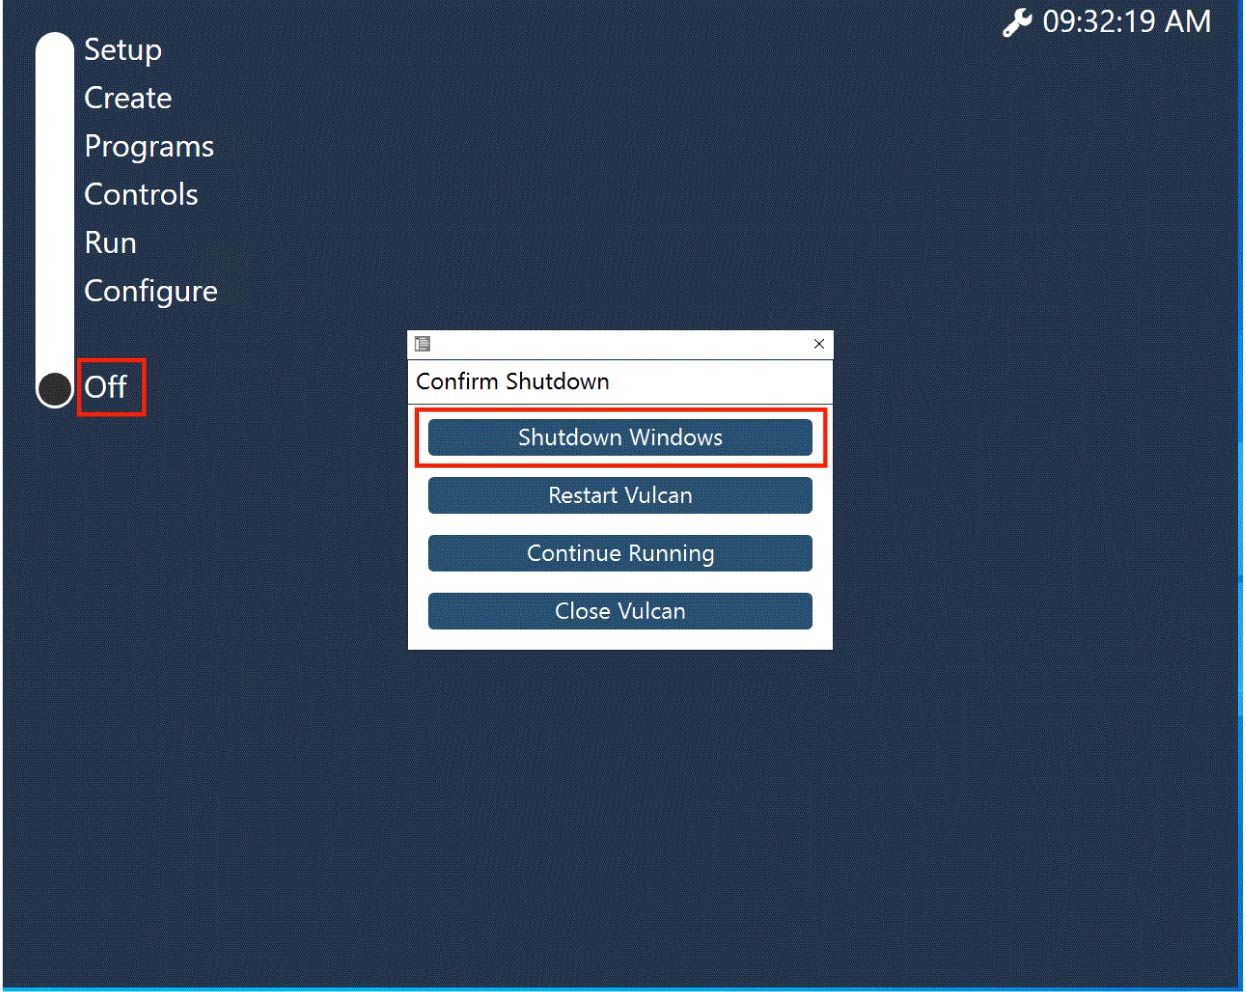 09:32:19 AM
Setup
Create
Programs
Controls
Run
Configure
Off
Confirm Shutdown
Shutdown Windows
Restart Vulcan
Continue Running
Close Vulcan